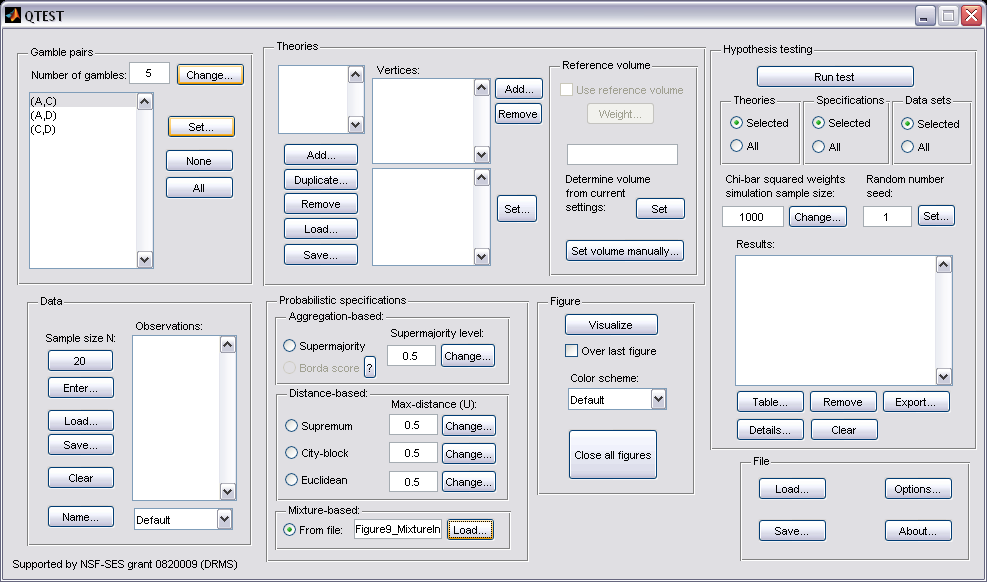 QTEST
Gamble pairs
Number of gambles: 5 Change...
(A,C)
(A,D)
(C,D)
Set...
None
All
Theories
Add...
Duplicate...
Remove
Load...
Save...
Vertices:
Add...
Remove
Set...
Reference volume
Use reference volume
Weight...
Determine volume
from current
settings: Set
Set volume manually...
Hypothesis testing
Run test
Theories
Selected
All
Specifications
Selected
All
Data sets
Selected
All
Chi-bar squared weights
simulation sample size:
1000 Change...
Random number
seed:
1 Set...
Results:
Table... Remove Export...
Details... Clear
Data
Sample size N:
20
Enter...
Load...
Save...
Clear
Name...
Observations:
Default
Probabilistic specifications
Aggregation-based:
Supermajority level:
Supermajority 0.5 Change...
Borda score ?
Distance-based:
Max-distance (U):
Supremum 0.5 Change...
City-block 0.5 Change...
Euclidean 0.5 Change...
Mixture-based:
From file: Figure9_MixtureIn Load...
Figure
Visualize
Over last figure
Color scheme:
Default
Close all figures
File
Load... Options...
Save... About...
Supported by NSF-SES grant 0820009 (DRMS)